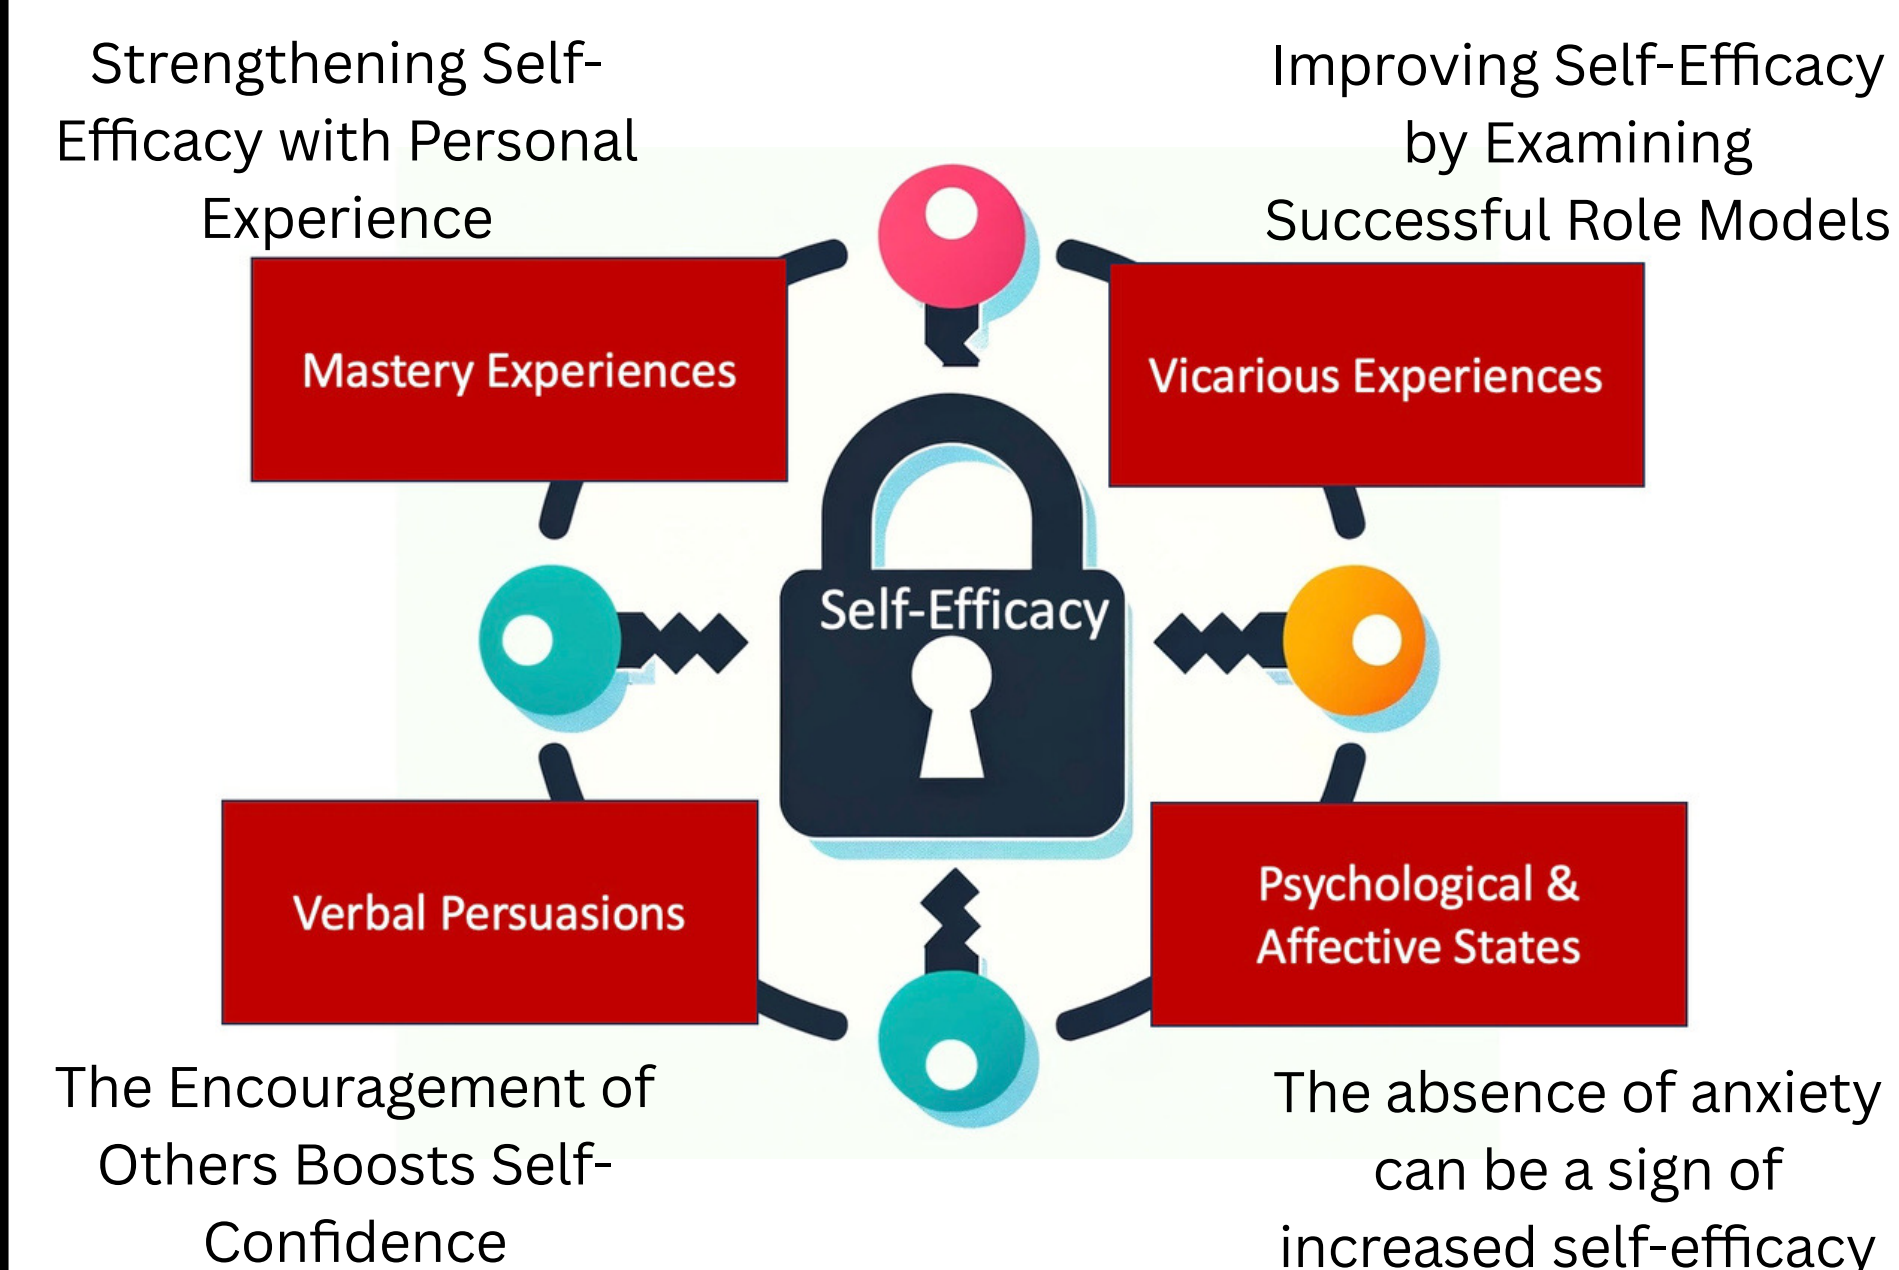 Strengthening Self-
Efficacy with Personal
Experience
Improving Self-Efficacy
by Examining
Successful Role Models
Mastery Experiences
Vicarious Experiences
Self-Efficacy
Verbal Persuasions
Psychological &
Affective States
The Encouragement of
Others Boosts Self-
Confidence
The absence of anxiety
can be a sign of
increased self-efficacy